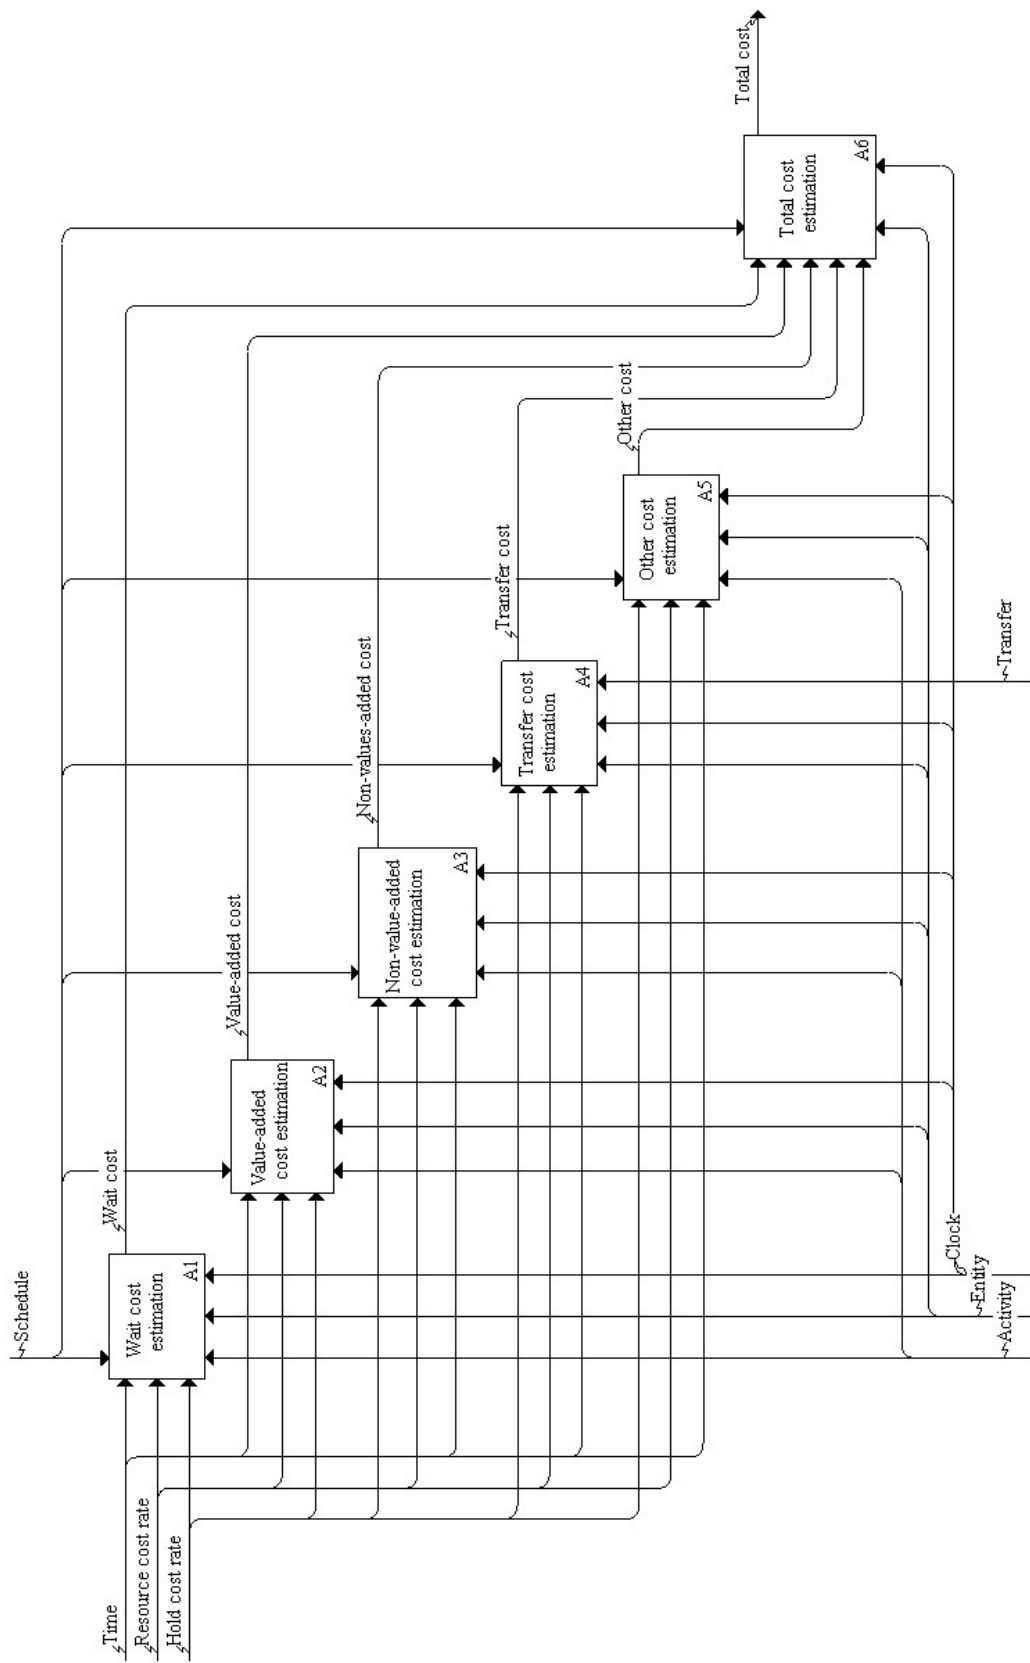 Schedule
Time
Resource cost rate
Hold cost rate
Wait cost
estimation
A1
Wait cost
Value-added
cost estimation
A2
Value-added cost
Non-value-added
cost estimation
A3
Non-values-added cost
Transfer cost
estimation
A4
Transfer cost
Other cost
estimation
A5
Other cost
Total cost
estimation
A6
Total cost
Clock
Entity
Activity
Transfer